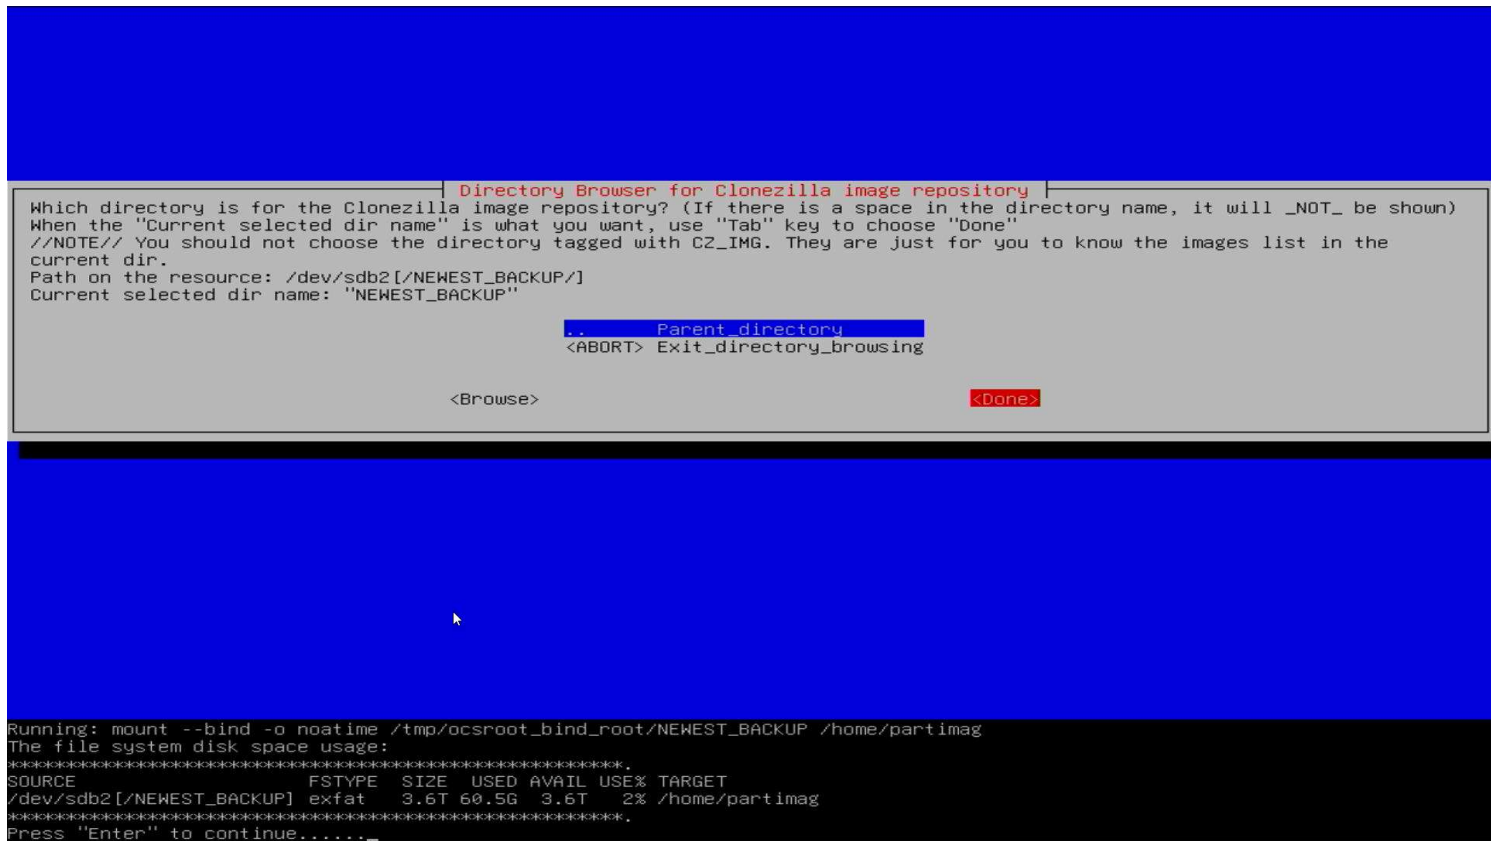 Directory Browser for Clonezilla image repository
Which directory is for the Clonezilla image repository? (If there is a space in the directory name, it will _NOT_ be shown)
When the "Current selected dir name" is what you want, use "Tab" key to choose "Done"
//NOTE// You should not choose the directory tagged with CZ_IMG. They are just for you to know the images list in the
current dir.
Path on the resource: /dev/sdb2[/NEWEST_BACKUP/]
Current selected dir name: "NEWEST_BACKUP"
.. Parent_directory
<ABORT> Exit_directory_browsing
<Browse> <Done>
Running: mount --bind -o noatime /tmp/ocsroot_bind_root/NEWEST_BACKUP /home/partimag
The file system disk space usage:
*****************************************************.
SOURCE FSTYPE SIZE USED AVAIL USE% TARGET
/dev/sdb2[/NEWEST_BACKUP] exfat 3.6T 60.5G 3.6T 2% /home/partimag
*****************************************************.
Press "Enter" to continue......_